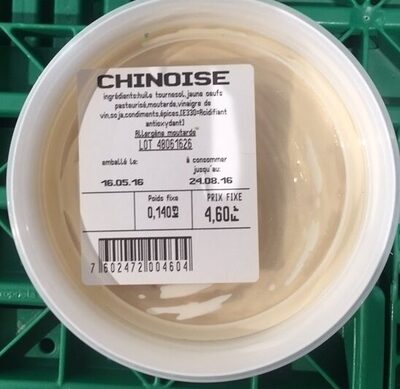 CHINOISE
ingrédients:huile tournesol,jaune oeufs
pasteurisé,moutarde,vinaigre de
vin,soja,condiments,épices,[E330=Acidifiant
antioxydant]
Allergène moutarde
LOT 48061626
emballé le: à consommer
jusqu'au:
16.05.16 24.08.16
Poids fixe PRIX FIXE
0,140kg 4,60Fr
7 602472 004604